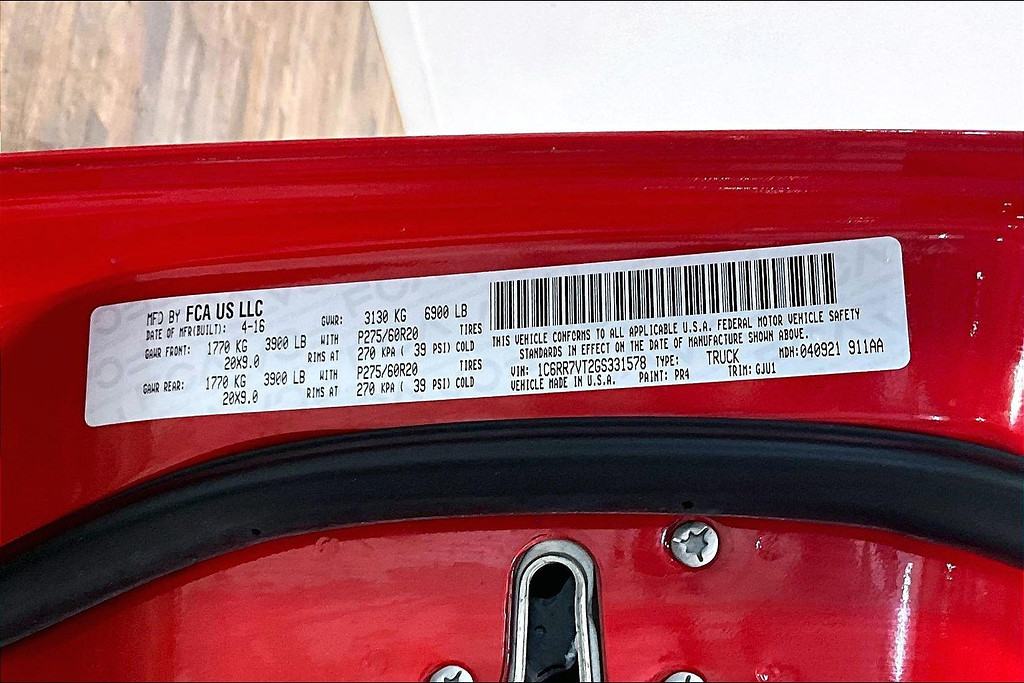 MFD BY FCA US LLC
DATE OF MFR(BUILT): 4-16 GVWR: 3130 KG 6900 LB
GAWR FRONT: 1770 KG 3900 LB WITH P275/60R20 TIRES
20X9.0 RIMS AT 270 KPA ( 39 PSI) COLD
GAWR REAR: 1770 KG 3900 LB WITH P275/60R20 TIRES
20X9.0 RIMS AT 270 KPA ( 39 PSI) COLD
THIS VEHICLE CONFORMS TO ALL APPLICABLE U.S.A. FEDERAL MOTOR VEHICLE SAFETY
STANDARDS IN EFFECT ON THE DATE OF MANUFACTURE SHOWN ABOVE.
VIN: 1C6RR7VT2GS331578 TYPE: TRUCK MDH: 040921 911AA
VEHICLE MADE IN U.S.A. PAINT: PR4 TRIM: GJU1